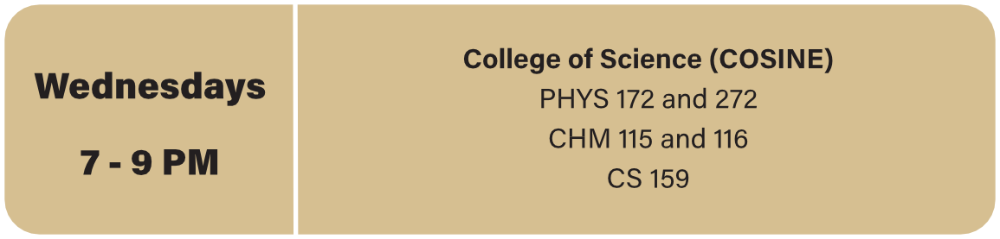 Wednesdays
7 - 9 PM
College of Science (COSINE)
PHYS 172 and 272
CHM 115 and 116
CS 159